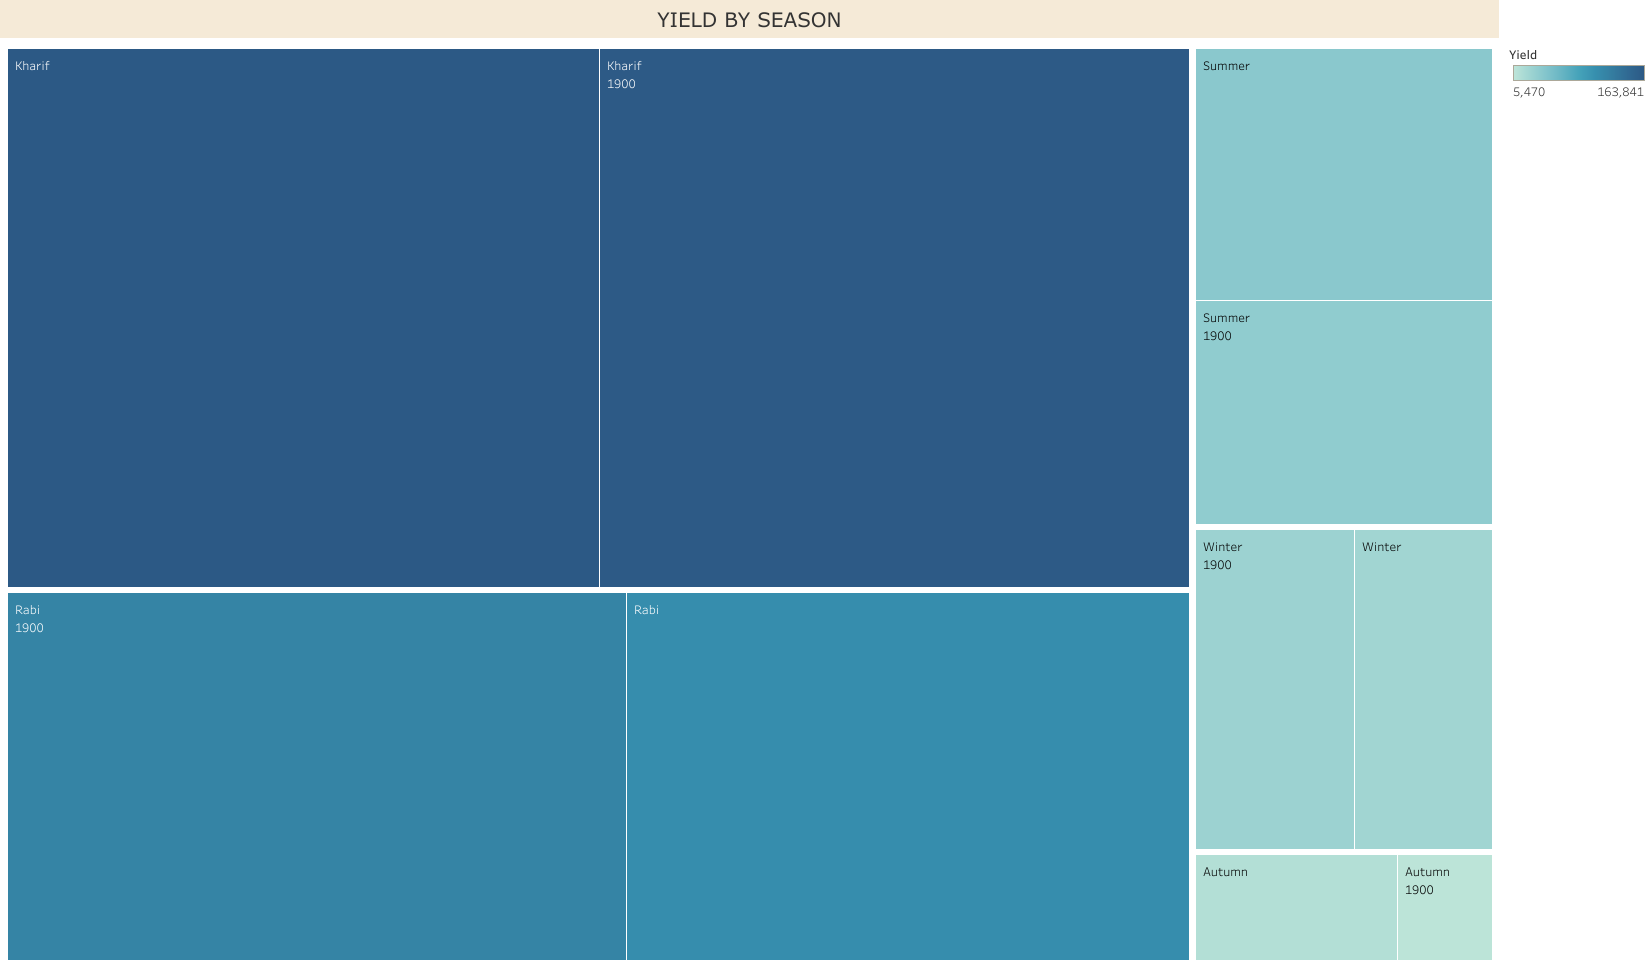 YIELD BY SEASON
Kharif
Kharif
1900
Rabi
1900
Rabi
Summer
Summer
1900
Winter
1900
Winter
Autumn
Autumn
1900
Yield
5,470
163,841